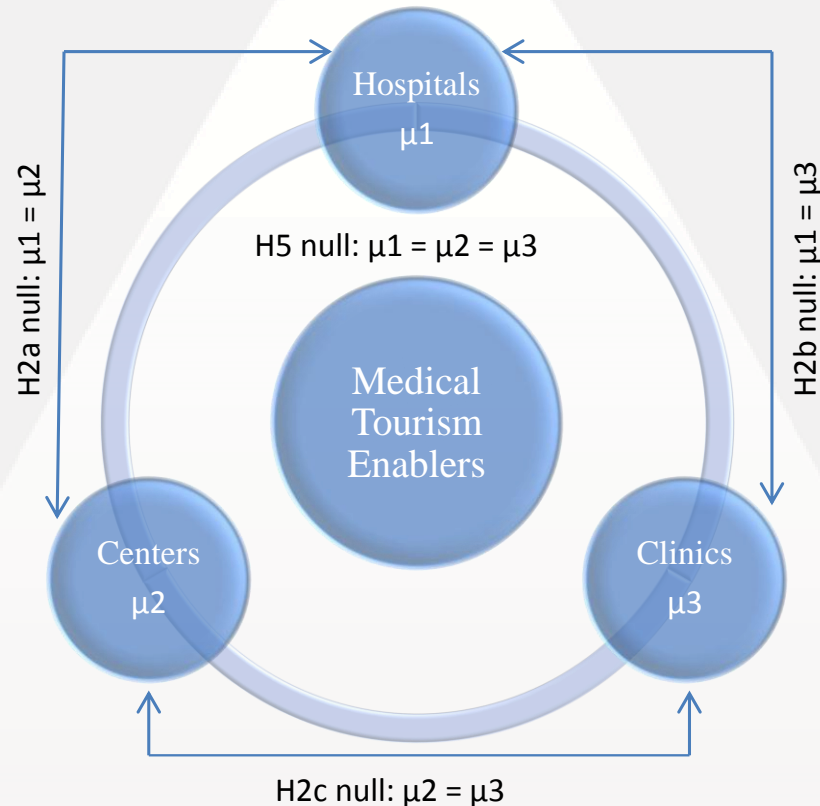 Hospitals
μ1
H2a null: μ1 = μ2
H2b null: μ1 = μ3
H5 null: μ1 = μ2 = μ3
Medical
Tourism
Enablers
Centers
μ2
Clinics
μ3
H2c null: μ2 = μ3